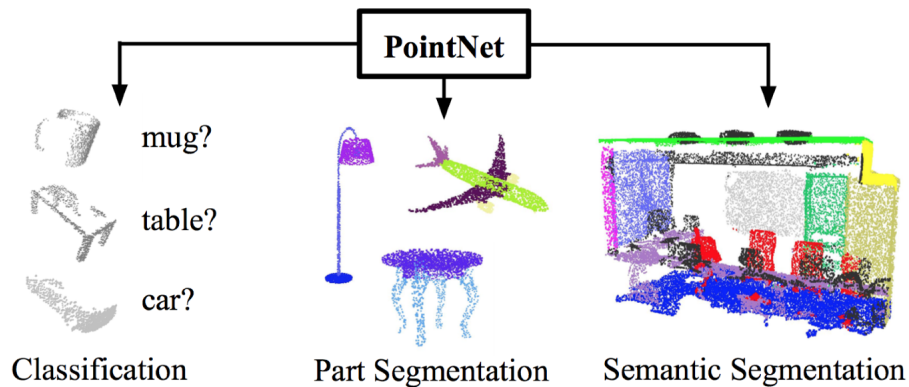 PointNet
mug?
table?
car?
Classification
Part Segmentation
Semantic Segmentation